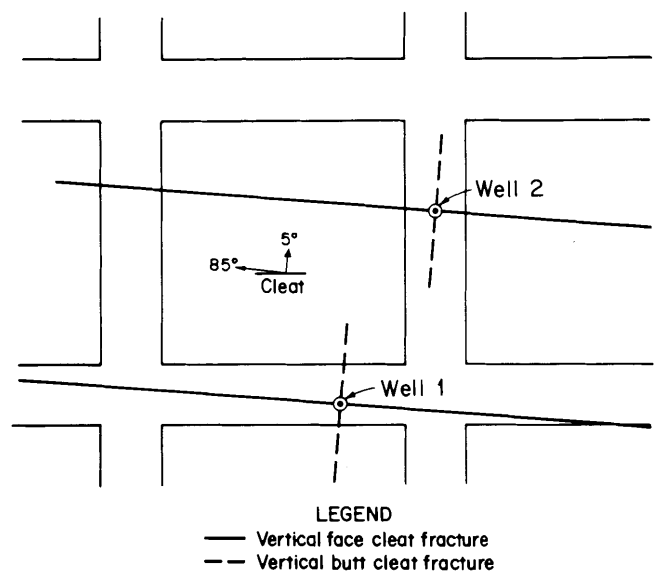 Well 2
5°
85°
Cleat
Well 1
LEGEND
Vertical face cleat fracture
Vertical butt cleat fracture